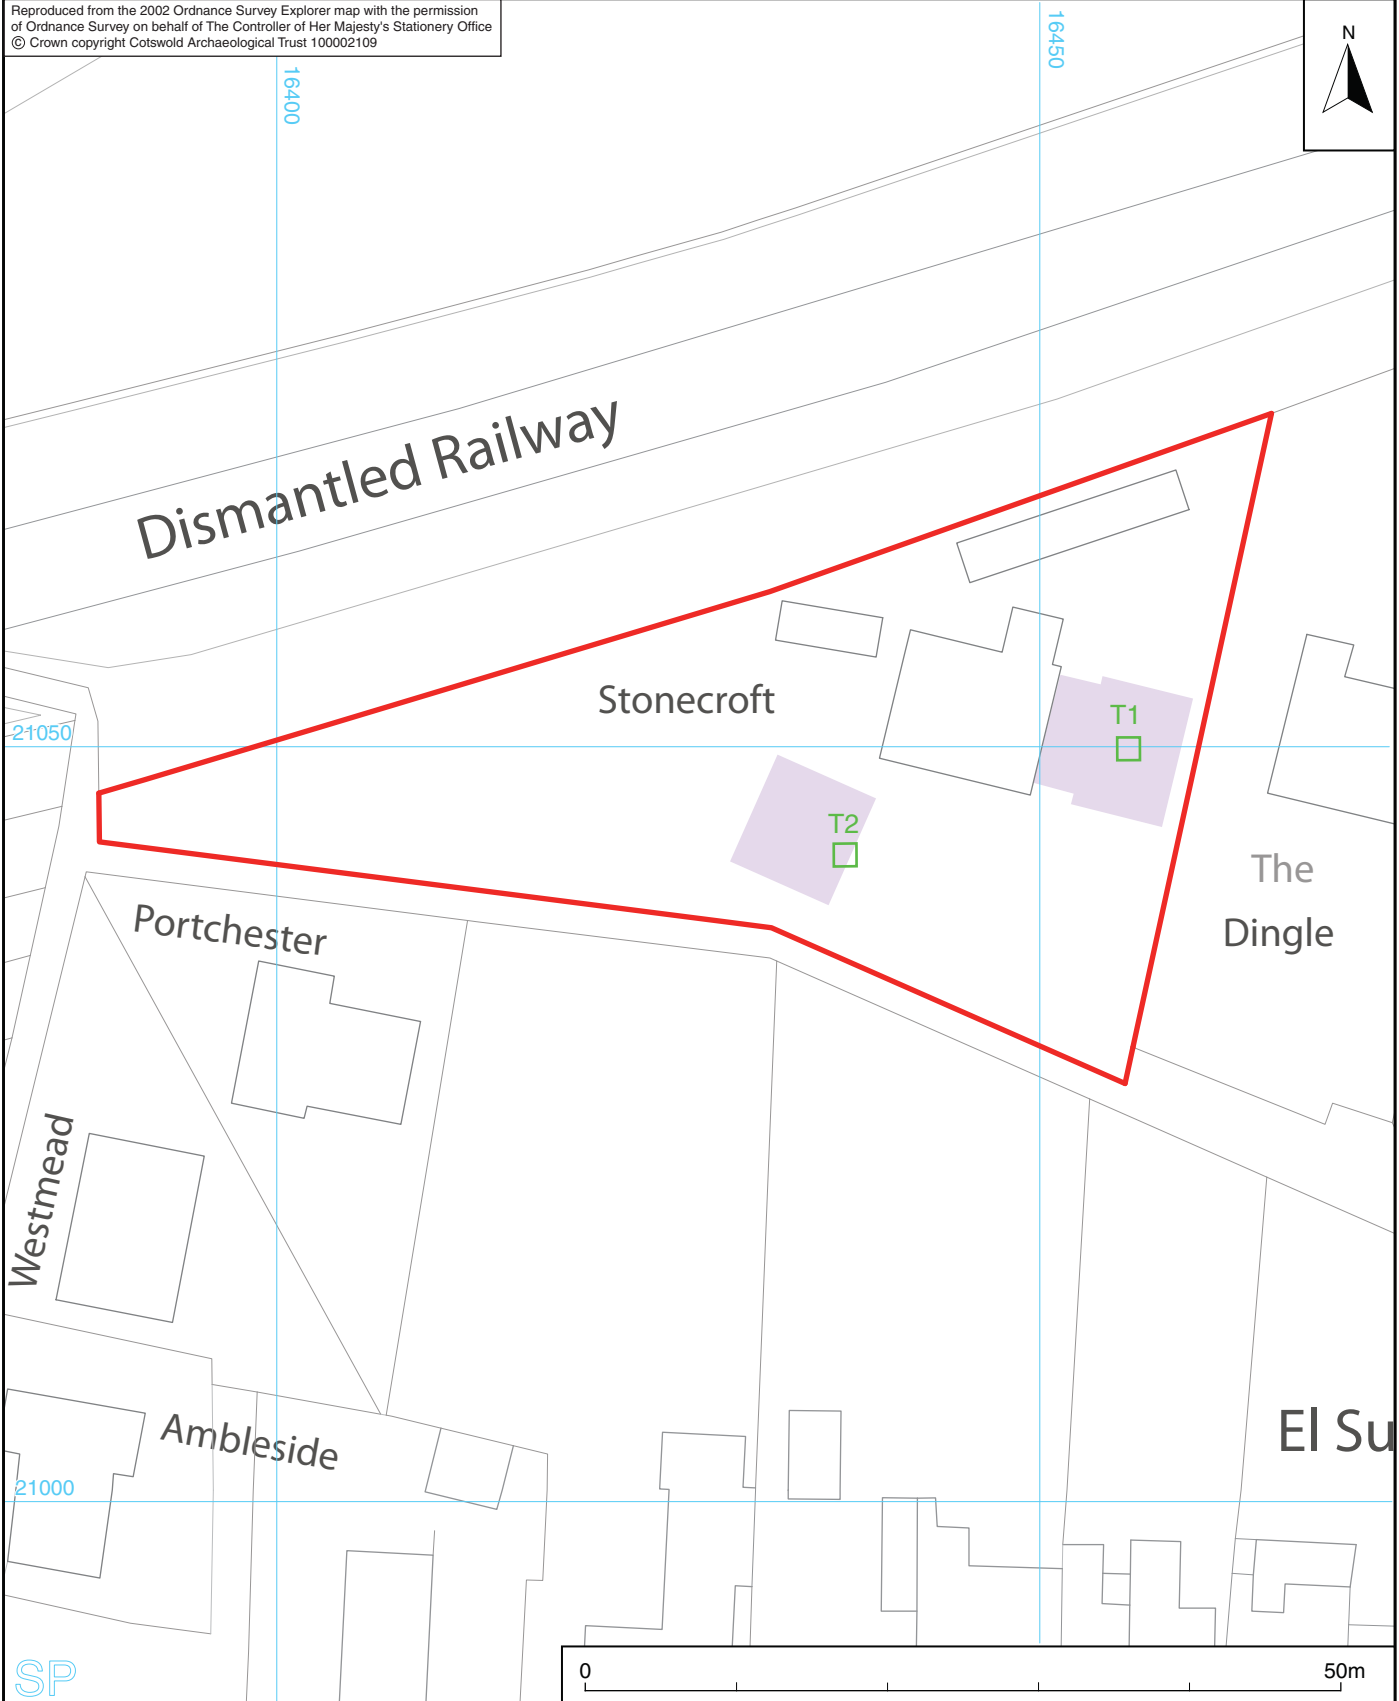 Reproduced from the 2002 Ordnance Survey Explorer map with the permission
of Ordnance Survey on behalf of The Controller of Her Majesty's Stationery Office
© Crown copyright Cotswold Archaeological Trust 100002109
N
16400
16450
Dismantled Railway
Stonecroft
T1
21050
T2
The
Dingle
Portchester
Westmead
Ambleside
El Su
21000
SP
0
50m